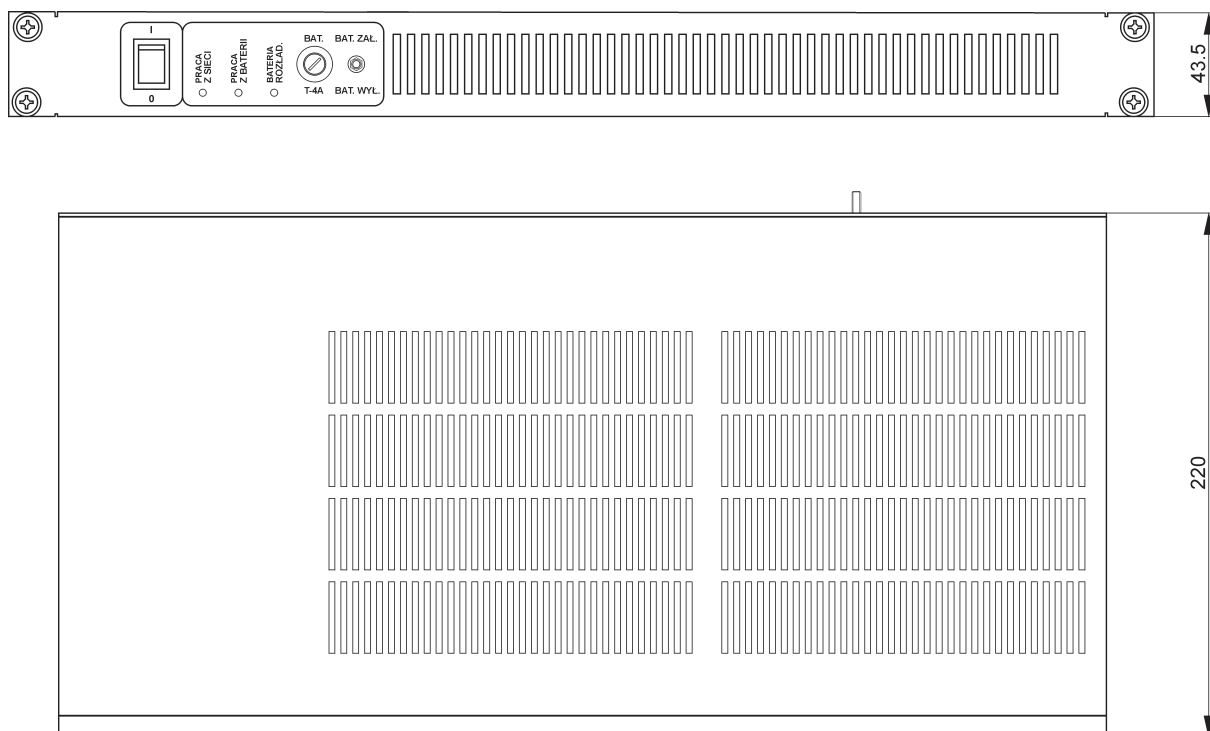 I
0
PRACA
Z SIECI
PRACA
Z BATERII
BATERIA
ROZŁAD.
BAT.
T-4A
BAT. ZAŁ.
BAT. WYŁ.
43.5
220